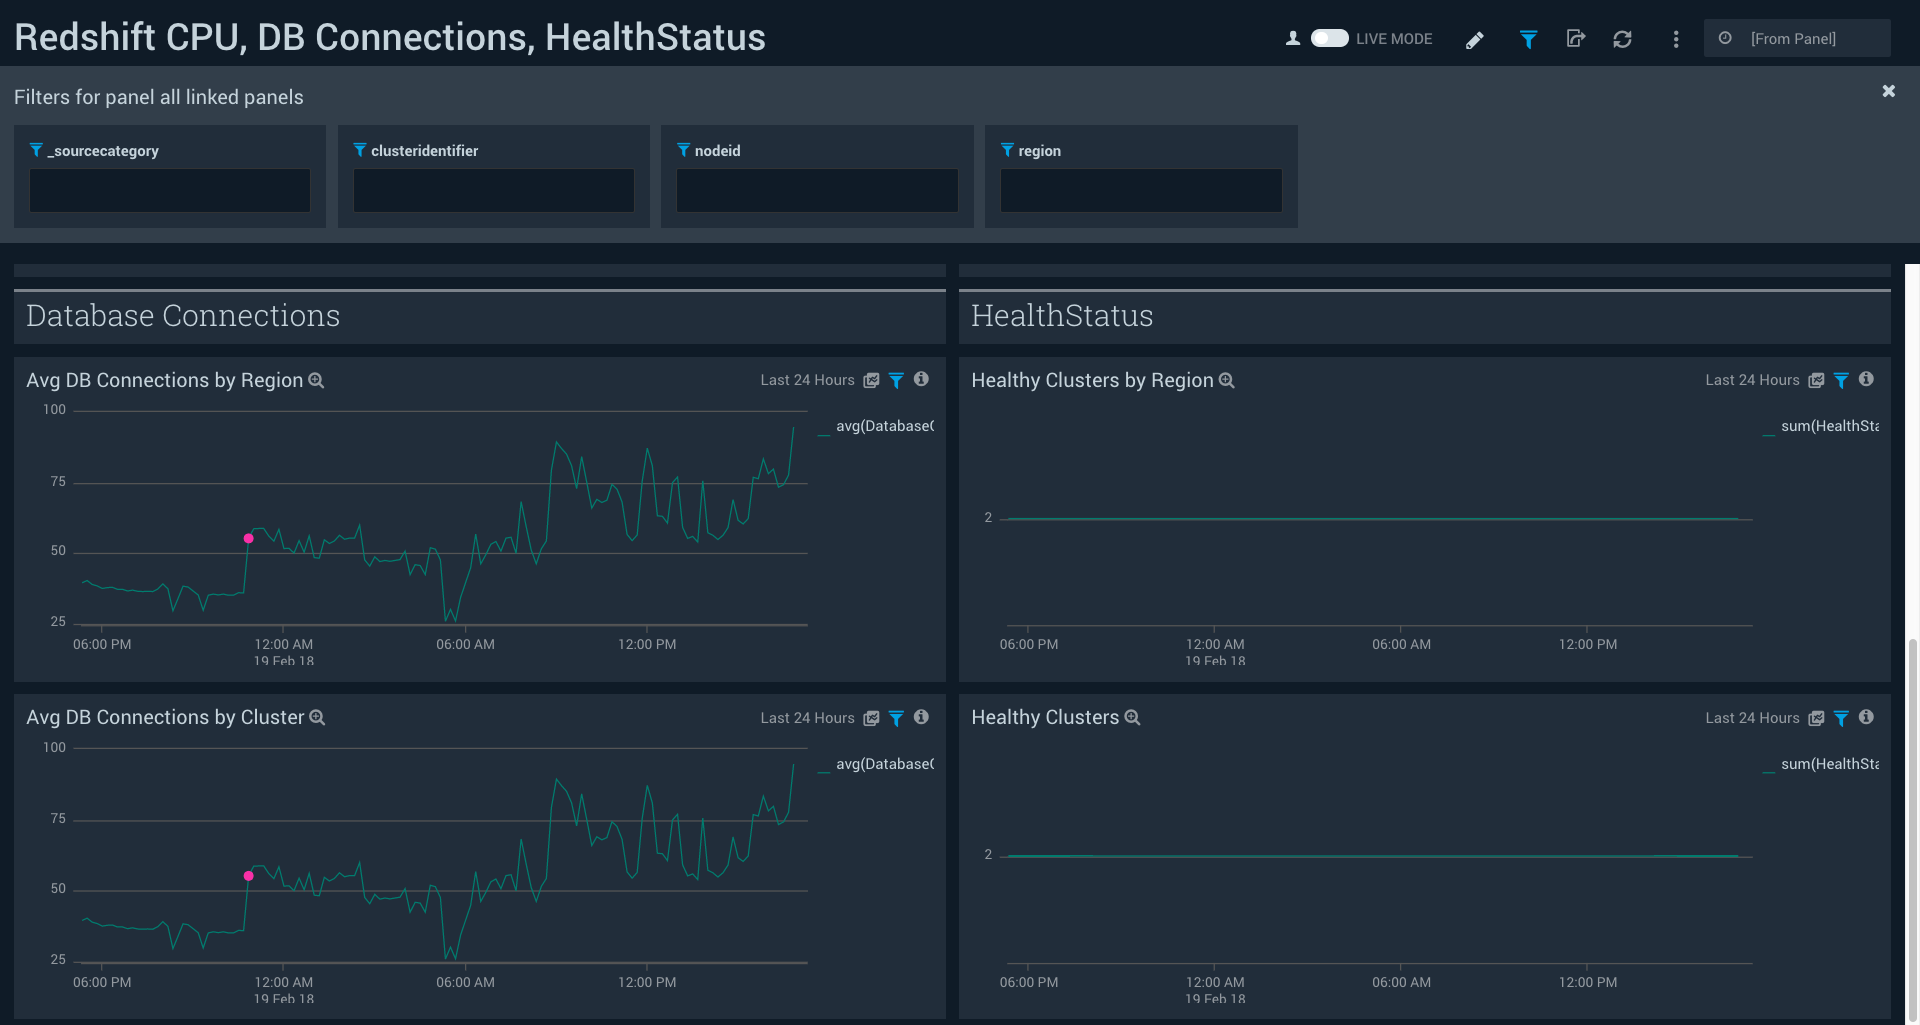 Redshift CPU, DB Connections, HealthStatus
LIVE MODE
[From Panel]
Filters for panel all linked panels
_sourcecategory
clusteridentifier
nodeid
region
Database Connections
HealthStatus
Avg DB Connections by Region
Last 24 Hours
100
75
50
25
avg(Database
06:00 PM
12:00 AM
06:00 AM
12:00 PM
19 Feb 18
Healthy Clusters by Region
Last 24 Hours
sum(HealthSta
2
06:00 PM
12:00 AM
06:00 AM
12:00 PM
19 Feb 18
Avg DB Connections by Cluster
Last 24 Hours
100
75
50
25
avg(Database
06:00 PM
12:00 AM
06:00 AM
12:00 PM
19 Feb 18
Healthy Clusters
Last 24 Hours
sum(HealthSta
2
06:00 PM
12:00 AM
06:00 AM
12:00 PM
19 Feb 18